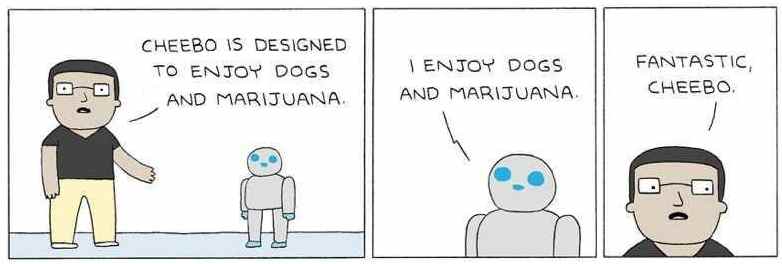 CHEEBO IS DESIGNED
TO ENJOY DOGS
AND MARIJUANA.
I ENJOY DOGS
AND MARIJUANA.
FANTASTIC,
CHEEBO.